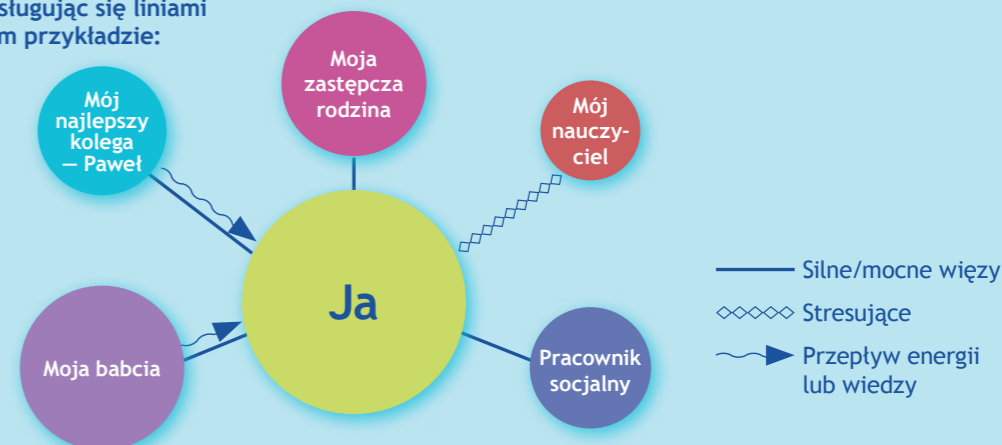 sługując się liniami
m przykładzie:
Moja
zastępcza
rodzina
Mój
najlepszy
kolega
— Paweł
Mój
nauczy-
ciel
Ja
Moja babcia
Pracownik
socjalny
Silne/mocne więzy
Stresujące
Przepływ energii
lub wiedzy